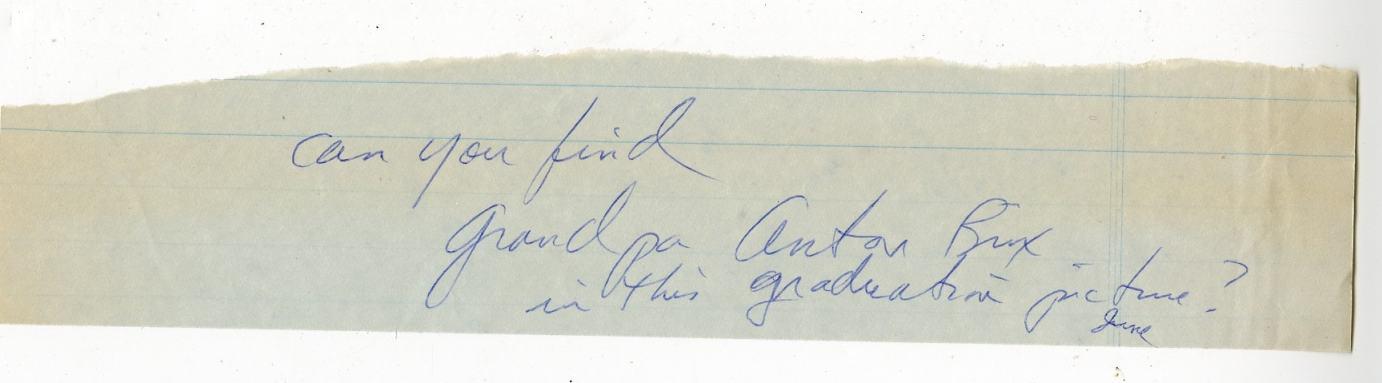 can you find
Grandpa Anton Brux
in this graduation picture?
June